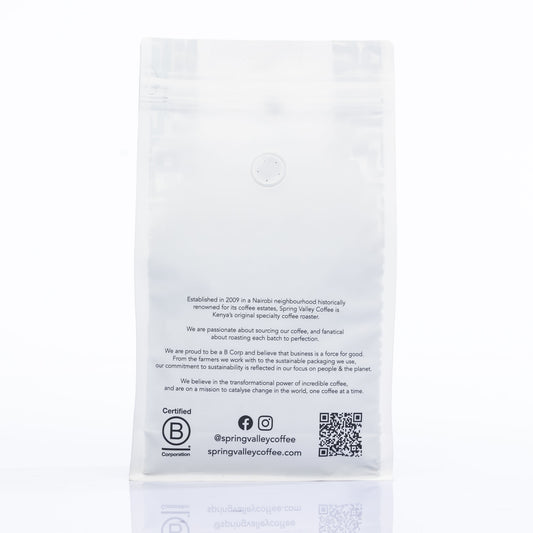 Established in 2009 in a Nairobi neighbourhood historically
renowned for its coffee estates, Spring Valley Coffee is
Kenya's original specialty coffee roaster.
We are passionate about sourcing our coffee, and fanatical
about roasting each batch to perfection.
We are proud to be a B Corp and believe that business is a force for good.
From the farmers we work with to the sustainable packaging we use,
our commitment to sustainability is reflected in our focus on people & the planet.
We believe in the transformational power of incredible coffee,
and are on a mission to catalyse change in the world, one coffee at a time.
Certified
B
Corporation
@springvalleycoffee
springvalleycoffee.com